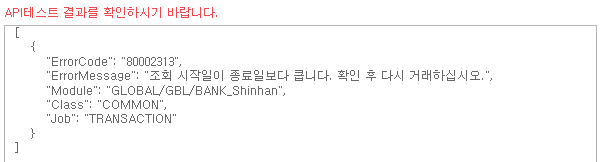 API테스트 결과를 확인하시기 바랍니다.
[
{
"ErrorCode": "80002313",
"ErrorMessage": "조회 시작일이 종료일보다 큽니다. 확인 후 다시 거래하십시오.",
"Module": "GLOBAL/GBL/BANK_Shinhan",
"Class": "COMMON",
"Job": "TRANSACTION"
}
]